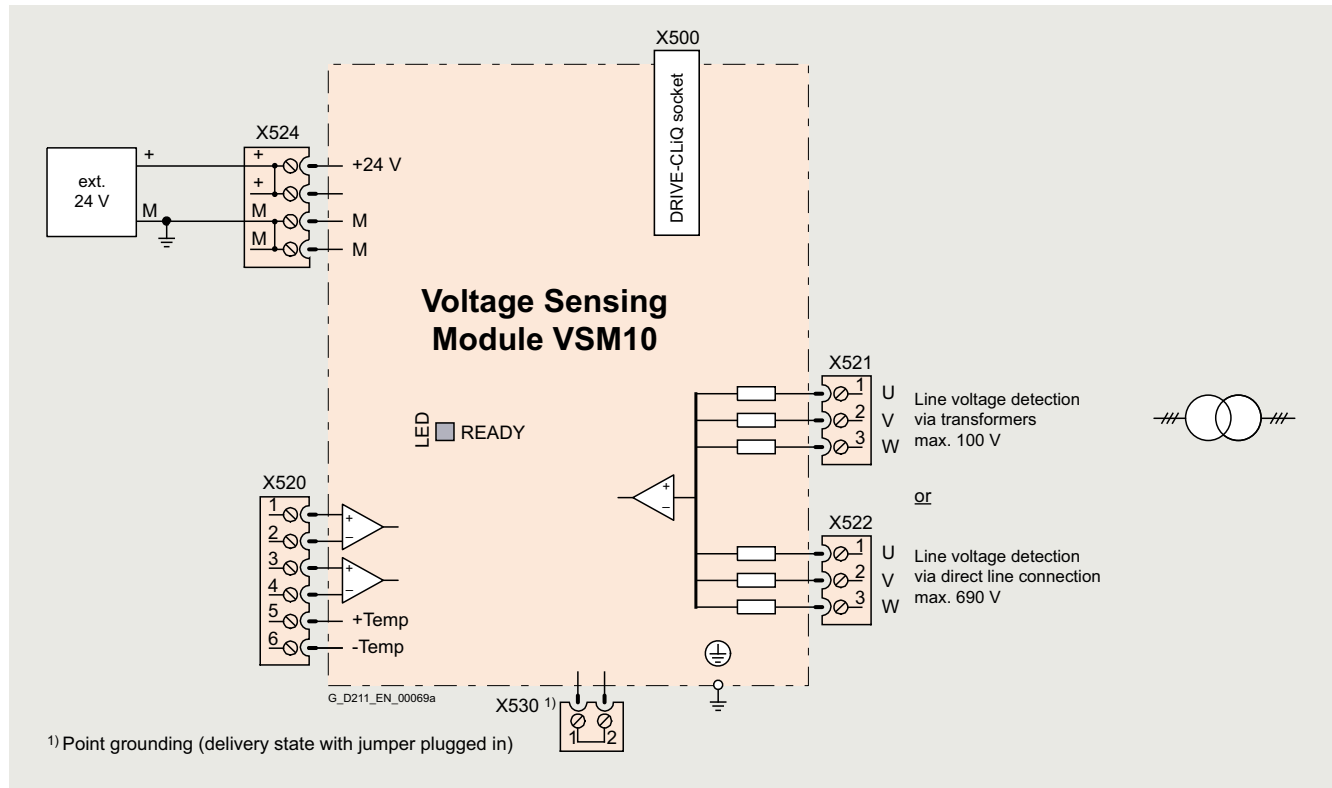 X500
DRIVE-CLiQ socket
X524
ext.
24 V
+
M
+
+
M
M
+24 V
M
M
Voltage Sensing
Module VSM10
LED
READY
X521
1
2
3
U
V
W
Line voltage detection
via transformers
max. 100 V
or
X522
1
2
3
U
V
W
Line voltage detection
via direct line connection
max. 690 V
+
–
X520
1
2
3
4
5
6
+
–
+
–
+Temp
-Temp
G_D211_EN_00069a
X530 1)
1
2
1) Point grounding (delivery state with jumper plugged in)